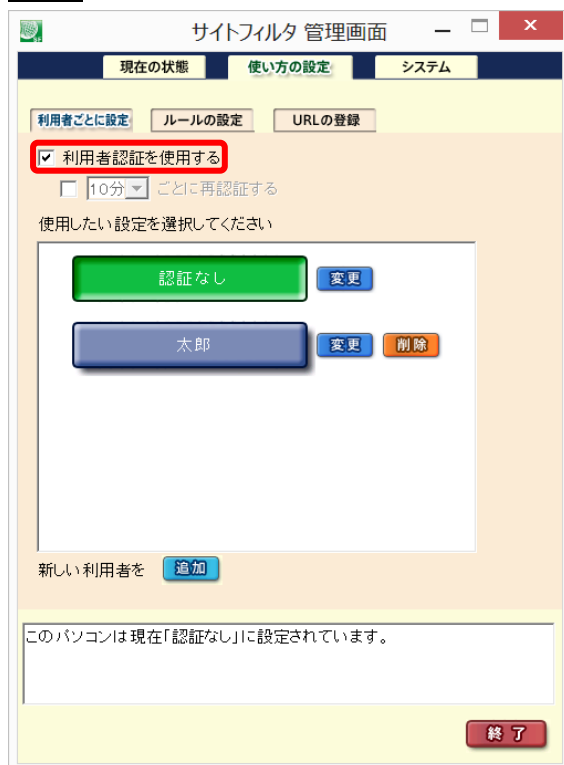 サイトフィルタ 管理画面
現在の状態 使い方の設定 システム
利用者ごとに設定 ルールの設定 URLの登録
利用者認証を使用する
10分 ごとに再認証する
使用したい設定を選択してください
認証なし 変更
太郎 変更 削除
新しい利用者を 追加
このパソコンは現在「認証なし」に設定されています。
終了